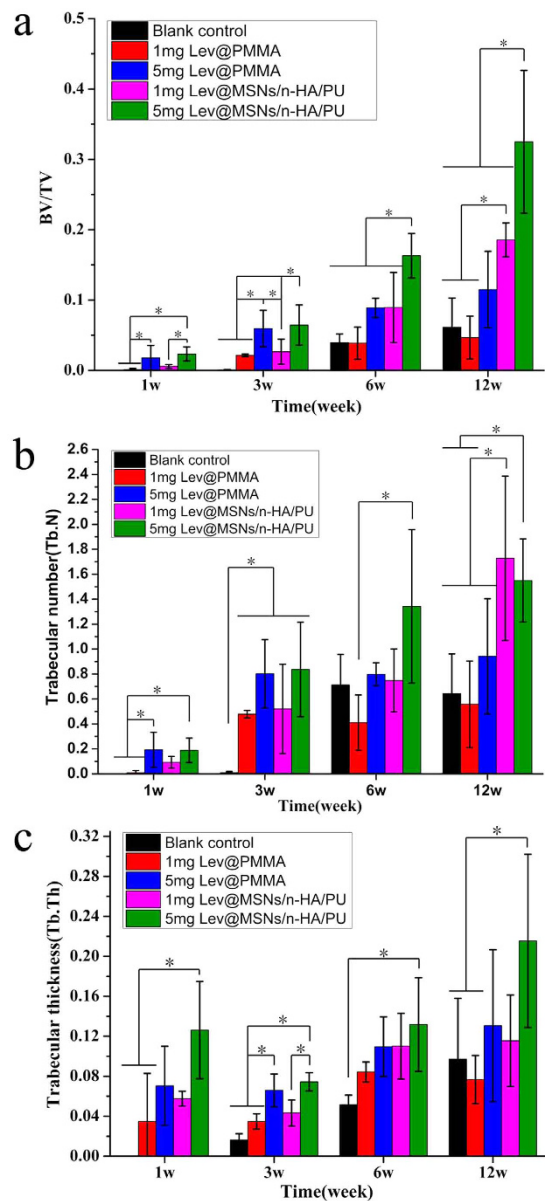 a
Blank control
1mg Lev@PMMA
5mg Lev@PMMA
1mg Lev@MSNs/n-HA/PU
5mg Lev@MSNs/n-HA/PU
BV/TV
0.5
0.4
0.3
0.2
0.1
0.0
* * * * * * * * * *
1w 3w 6w 12w
Time(week)
b
Blank control
1mg Lev@PMMA
5mg Lev@PMMA
1mg Lev@MSNs/n-HA/PU
5mg Lev@MSNs/n-HA/PU
Trabecular number(Tb.N)
2.6
2.4
2.2
2.0
1.8
1.6
1.4
1.2
1.0
0.8
0.6
0.4
0.2
0.0
* * * * * *
1w 3w 6w 12w
Time(week)
c
Blank control
1mg Lev@PMMA
5mg Lev@PMMA
1mg Lev@MSNs/n-HA/PU
5mg Lev@MSNs/n-HA/PU
Trabecular thickness(Tb.Th)
0.32
0.28
0.24
0.20
0.16
0.12
0.08
0.04
0.00
* * * * * *
1w 3w 6w 12w
Time(week)